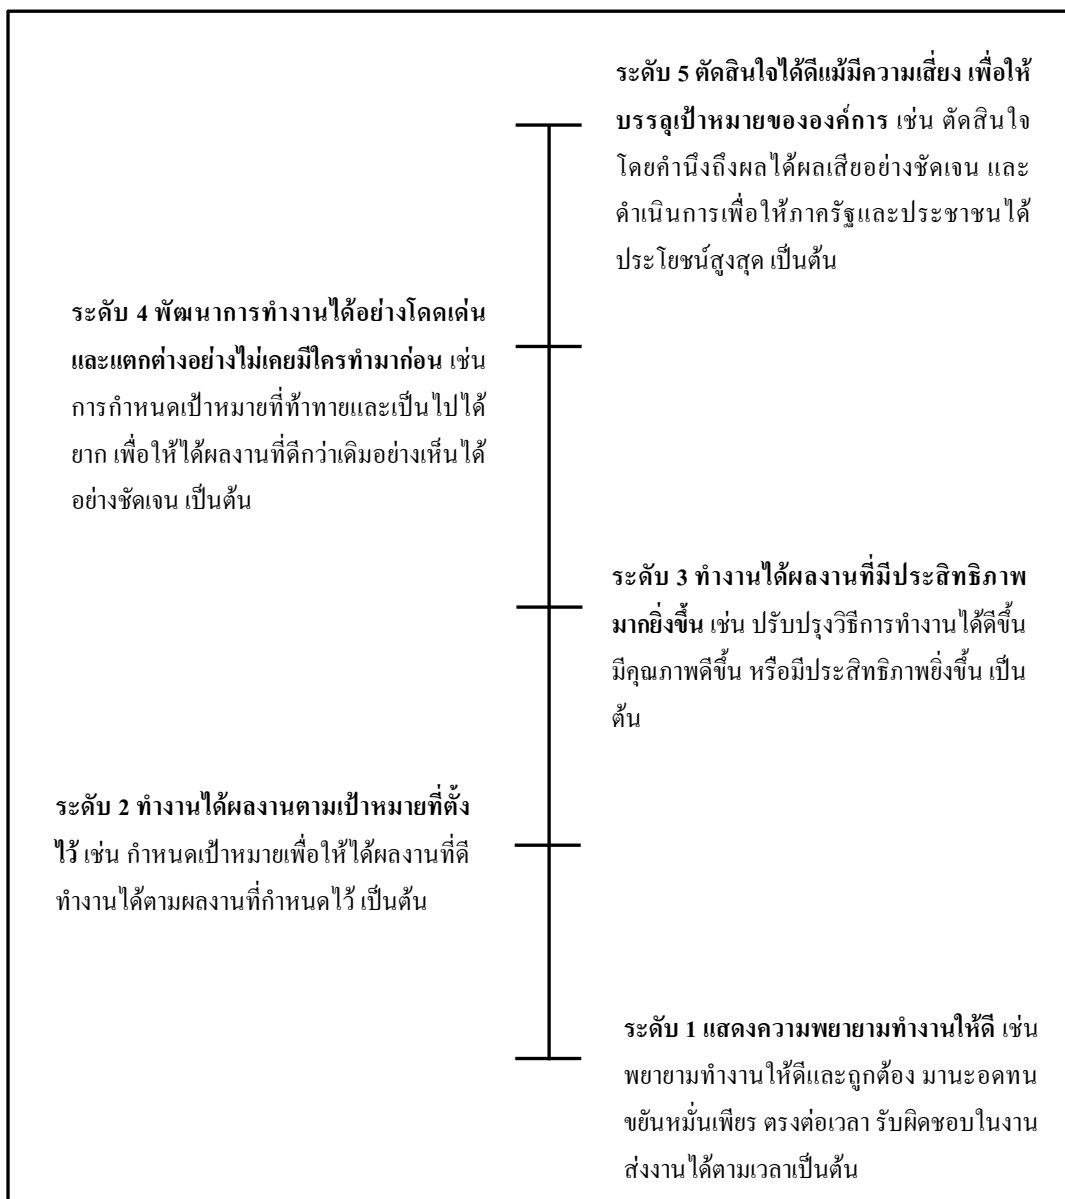 ระดับ 5 ตัดสินใจได้ดีแม้มีความเสี่ยง เพื่อให้
บรรลุเป้าหมายขององค์การ เช่น ตัดสินใจ
โดยคำนึงถึงผลได้ผลเสียอย่างชัดเจน และ
ดำเนินการเพื่อให้ภาครัฐและประชาชนได้
ประโยชน์สูงสุด เป็นต้น
ระดับ 4 พัฒนาการทำงานได้อย่างโดดเด่น
และแตกต่างอย่างไม่เคยมีใครทำมาก่อน เช่น
การกำหนดเป้าหมายที่ท้าทายและเป็นไปได้
ยาก เพื่อให้ได้ผลงานที่ดีกว่าเดิมอย่างเห็นได้
อย่างชัดเจน เป็นต้น
ระดับ 3 ทำงานได้ผลงานที่มีประสิทธิภาพ
มากยิ่งขึ้น เช่น ปรับปรุงวิธีการทำงานได้ดีขึ้น
มีคุณภาพดีขึ้น หรือมีประสิทธิภาพยิ่งขึ้น เป็น
ต้น
ระดับ 2 ทำงานได้ผลงานตามเป้าหมายที่ตั้ง
ไว้ เช่น กำหนดเป้าหมายเพื่อให้ได้ผลงานที่ดี
ทำงานได้ตามผลงานที่กำหนดไว้ เป็นต้น
ระดับ 1 แสดงความพยายามทำงานให้ดี เช่น
พยายามทำงานให้ดีและถูกต้อง มานะอดทน
ขยันหมั่นเพียร ตรงต่อเวลา รับผิดชอบในงาน
ส่งงานได้ตามเวลาเป็นต้น